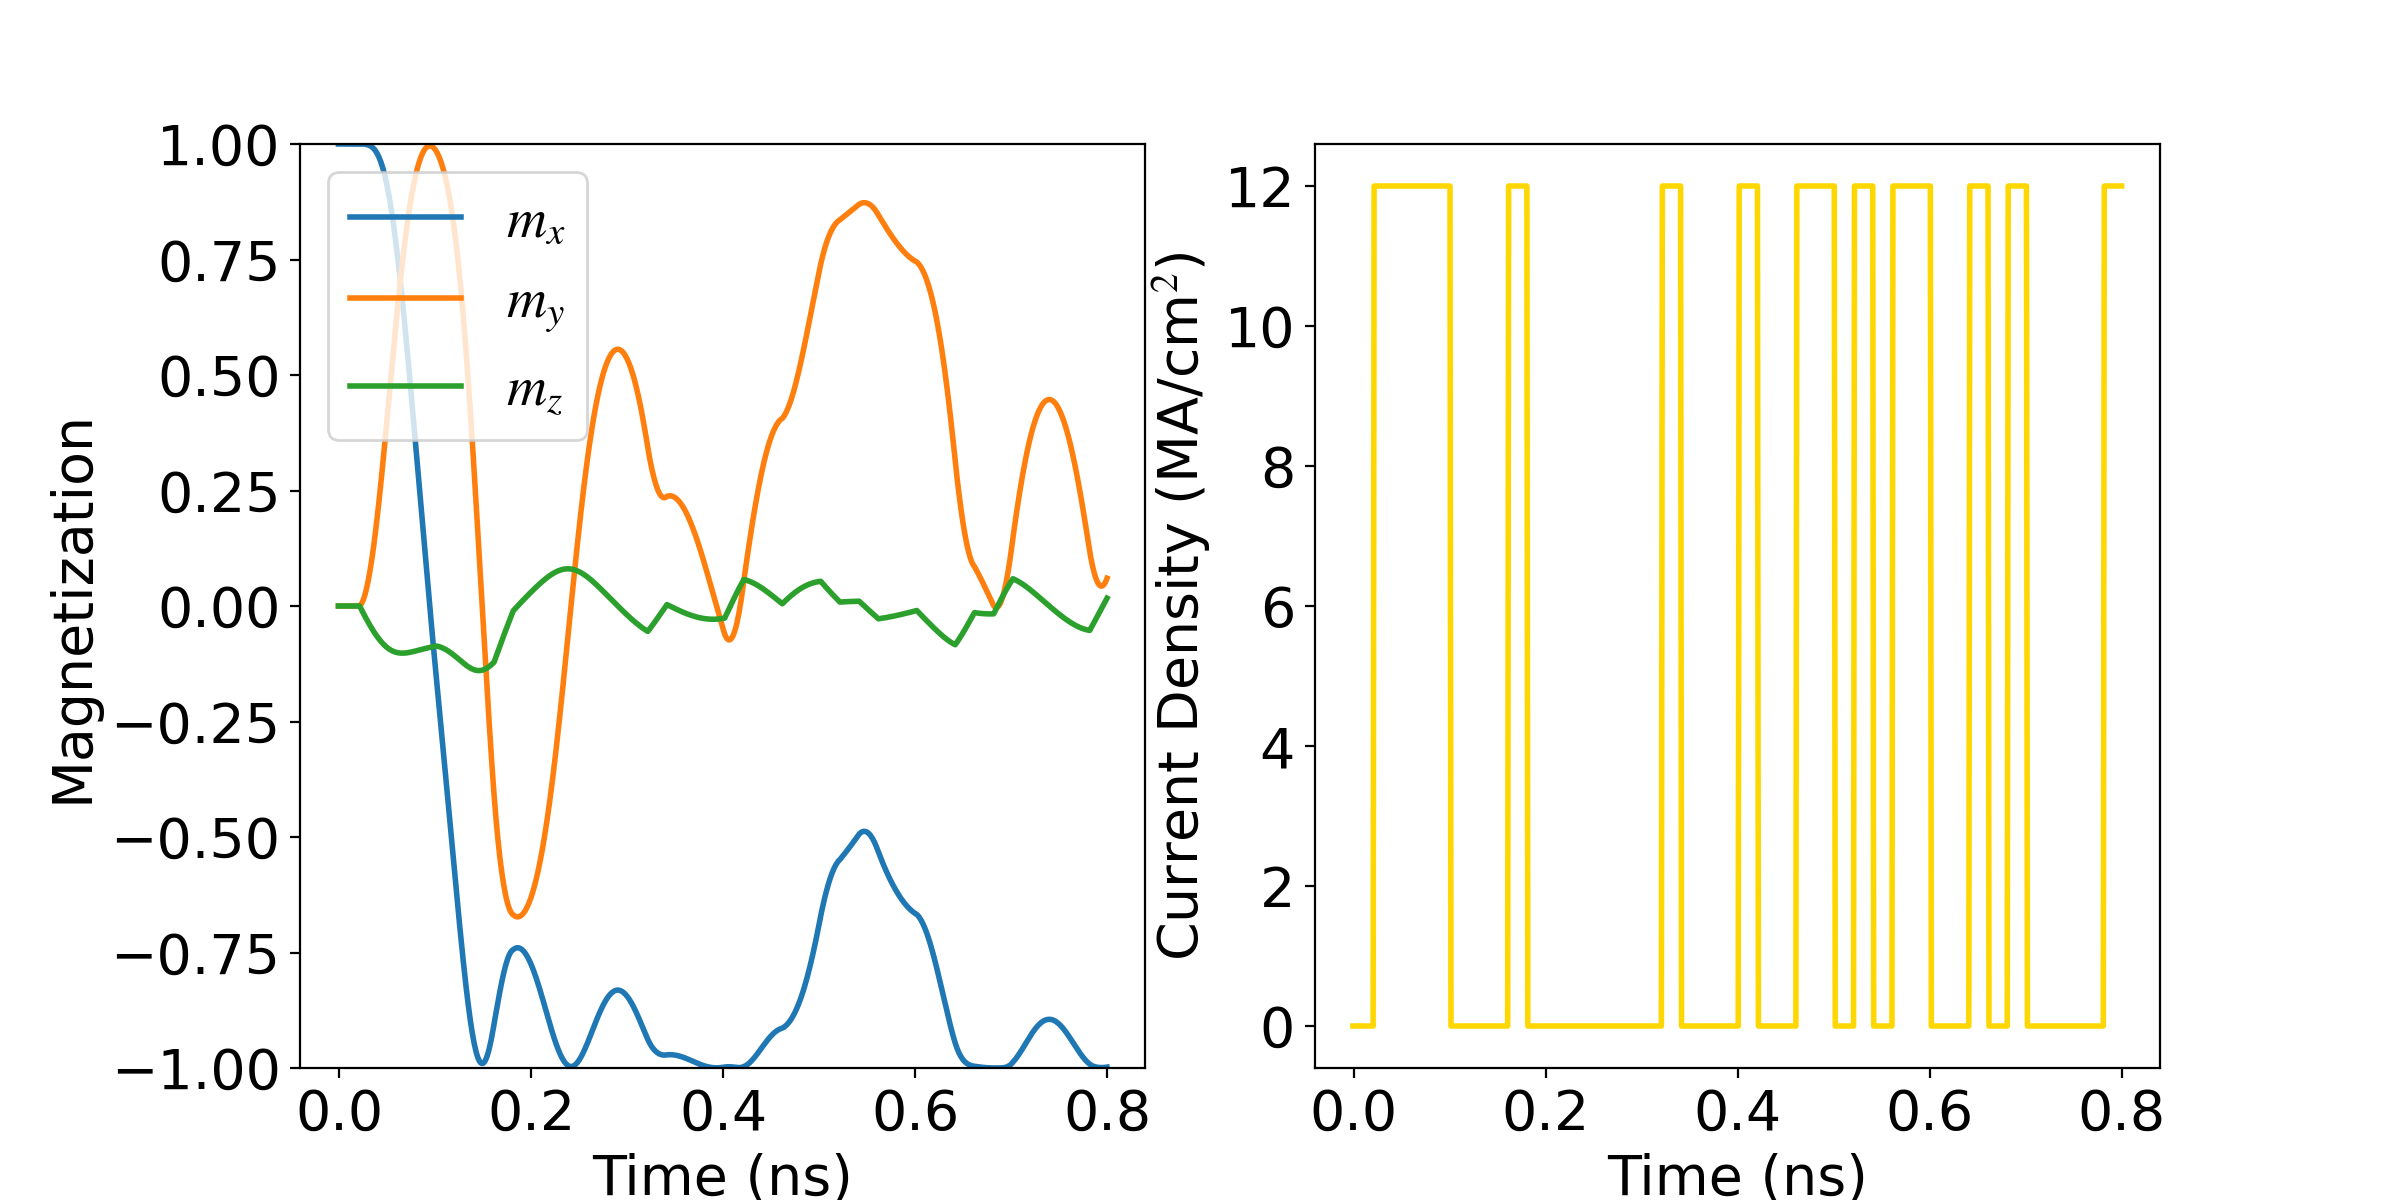 Magnetization
1.00
0.75
0.50
0.25
0.00
−0.25
−0.50
−0.75
−1.00
m_x
m_y
m_z
0.0 0.2 0.4 0.6 0.8
Time (ns)
Current Density (MA/cm²)
12
10
8
6
4
2
0
0.0 0.2 0.4 0.6 0.8
Time (ns)